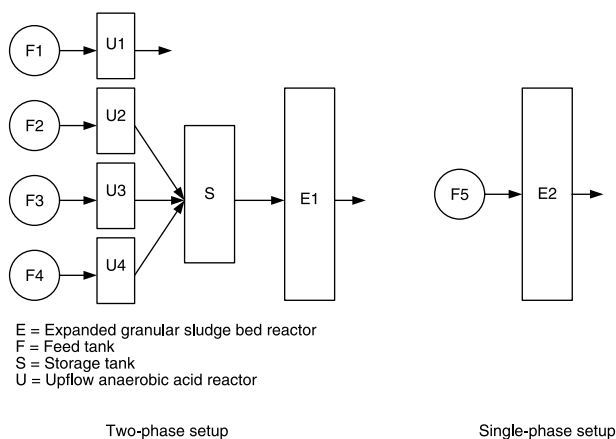 F1
U1
F2
U2
F3
U3
S
E1
F4
U4
F5
E2
E = Expanded granular sludge bed reactor
F = Feed tank
S = Storage tank
U = Upflow anaerobic acid reactor
Two-phase setup
Single-phase setup